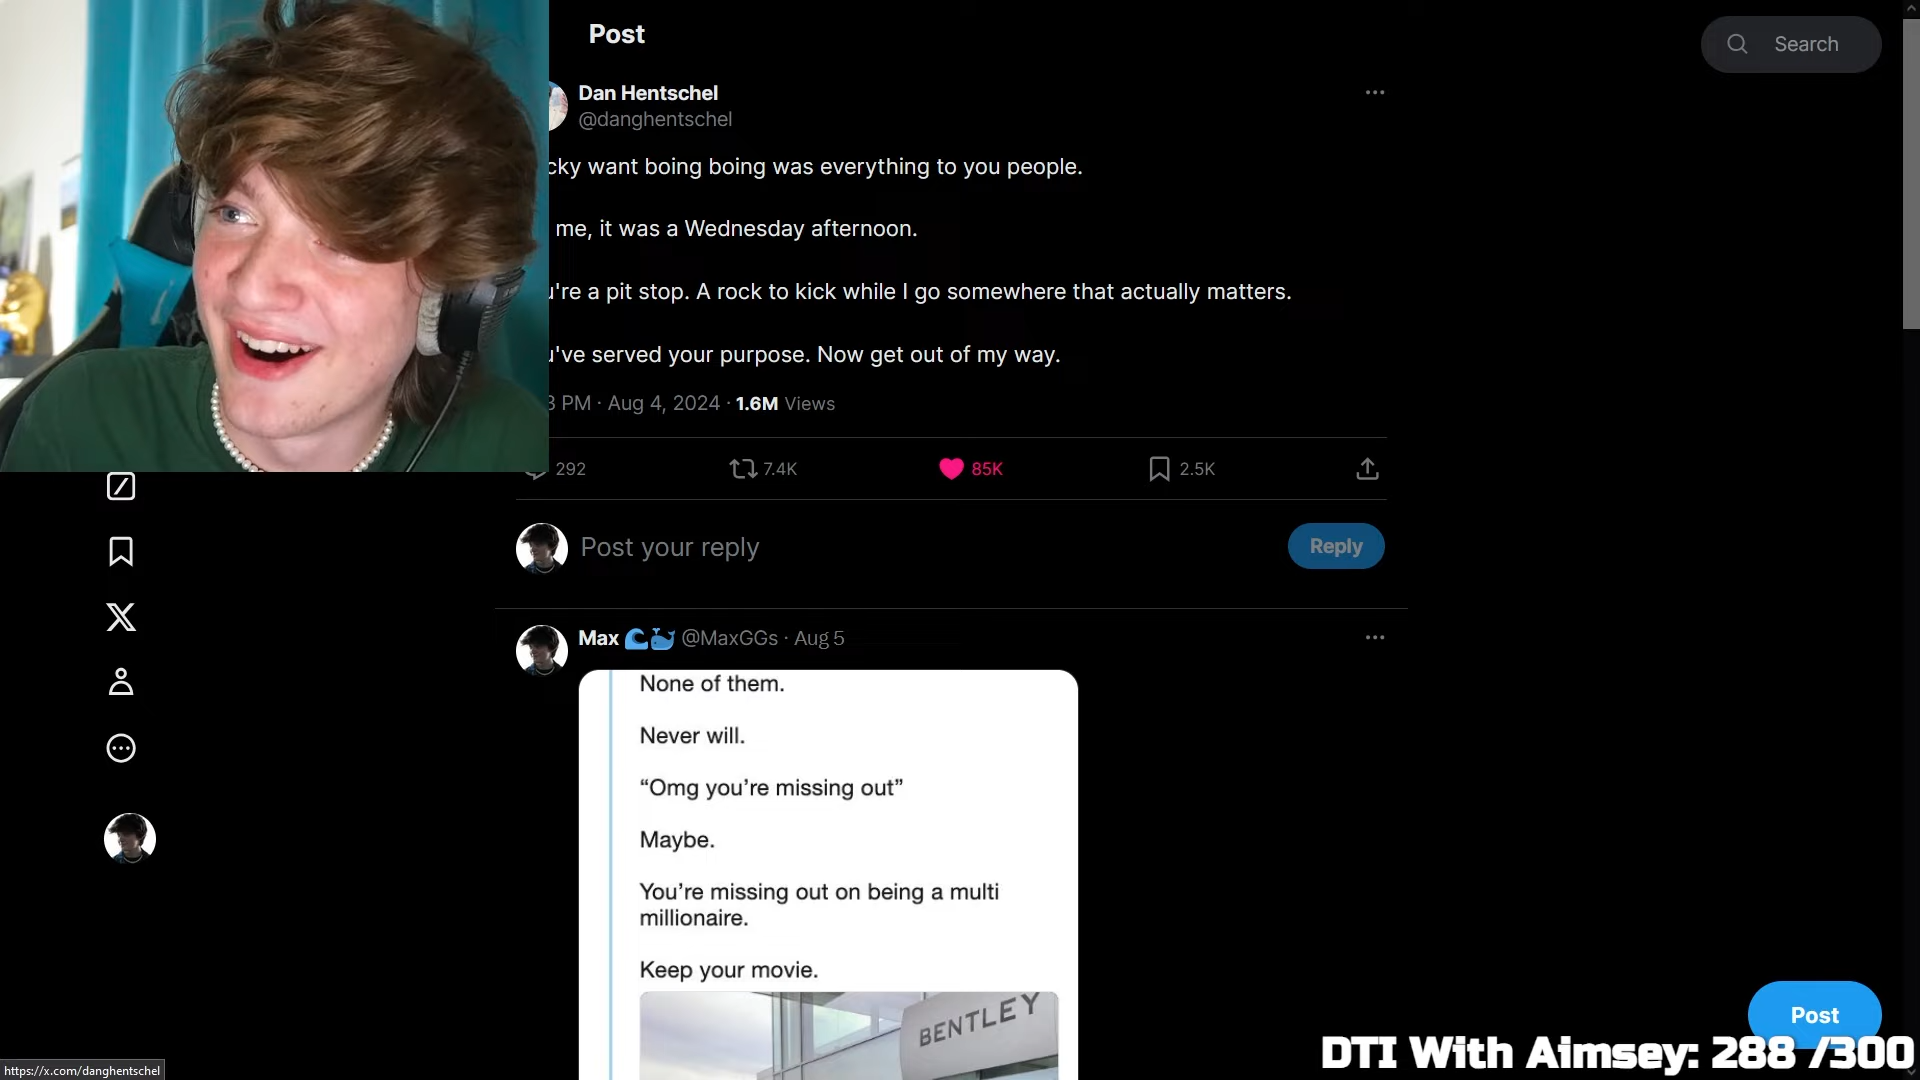 Post
Search
Dan Hentschel
@danghentschel
cky want boing boing was everything to you people.
me, it was a Wednesday afternoon.
u're a pit stop. A rock to kick while I go somewhere that actually matters.
u've served your purpose. Now get out of my way.
3 PM · Aug 4, 2024 · 1.6M Views
292
7.4K
85K
2.5K
Post your reply
Reply
Max 🌊🐳 @MaxGGs · Aug 5
None of them.
Never will.
“Omg you’re missing out”
Maybe.
You’re missing out on being a multi
millionaire.
Keep your movie.
BENTLEY
Post
DTI With Aimsey: 288 /300
https://x.com/danghentschel